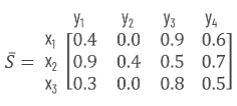 y₁ y₂ y₃ y₄
x₁ [0.4 0.0 0.9 0.6]
S̄ = x₂ 0.9 0.4 0.5 0.7
x₃ 0.3 0.0 0.8 0.5